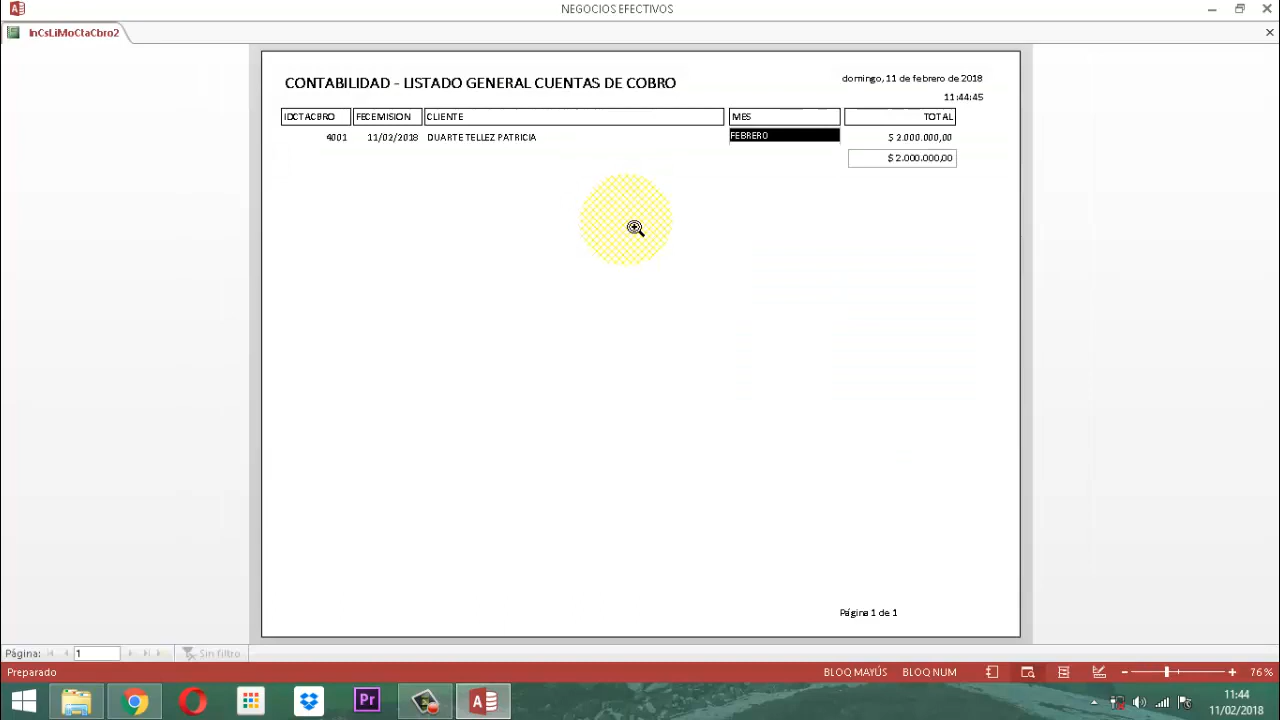 NEGOCIOS EFECTIVOS
InCsLiMoCtaCbro2
CONTABILIDAD - LISTADO GENERAL CUENTAS DE COBRO
domingo, 11 de febrero de 2018
11:44:45
IDCTACBRO FECEMISION CLIENTE MES TOTAL
4001 11/02/2018 DUARTE TELLEZ PATRICIA FEBRERO $ 2.000.000,00
$ 2.000.000,00
Página 1 de 1
Página: 1 Sin filtro
Preparado BLOQ MAYÚS BLOQ NUM 76%
Pr
11:44
11/02/2018